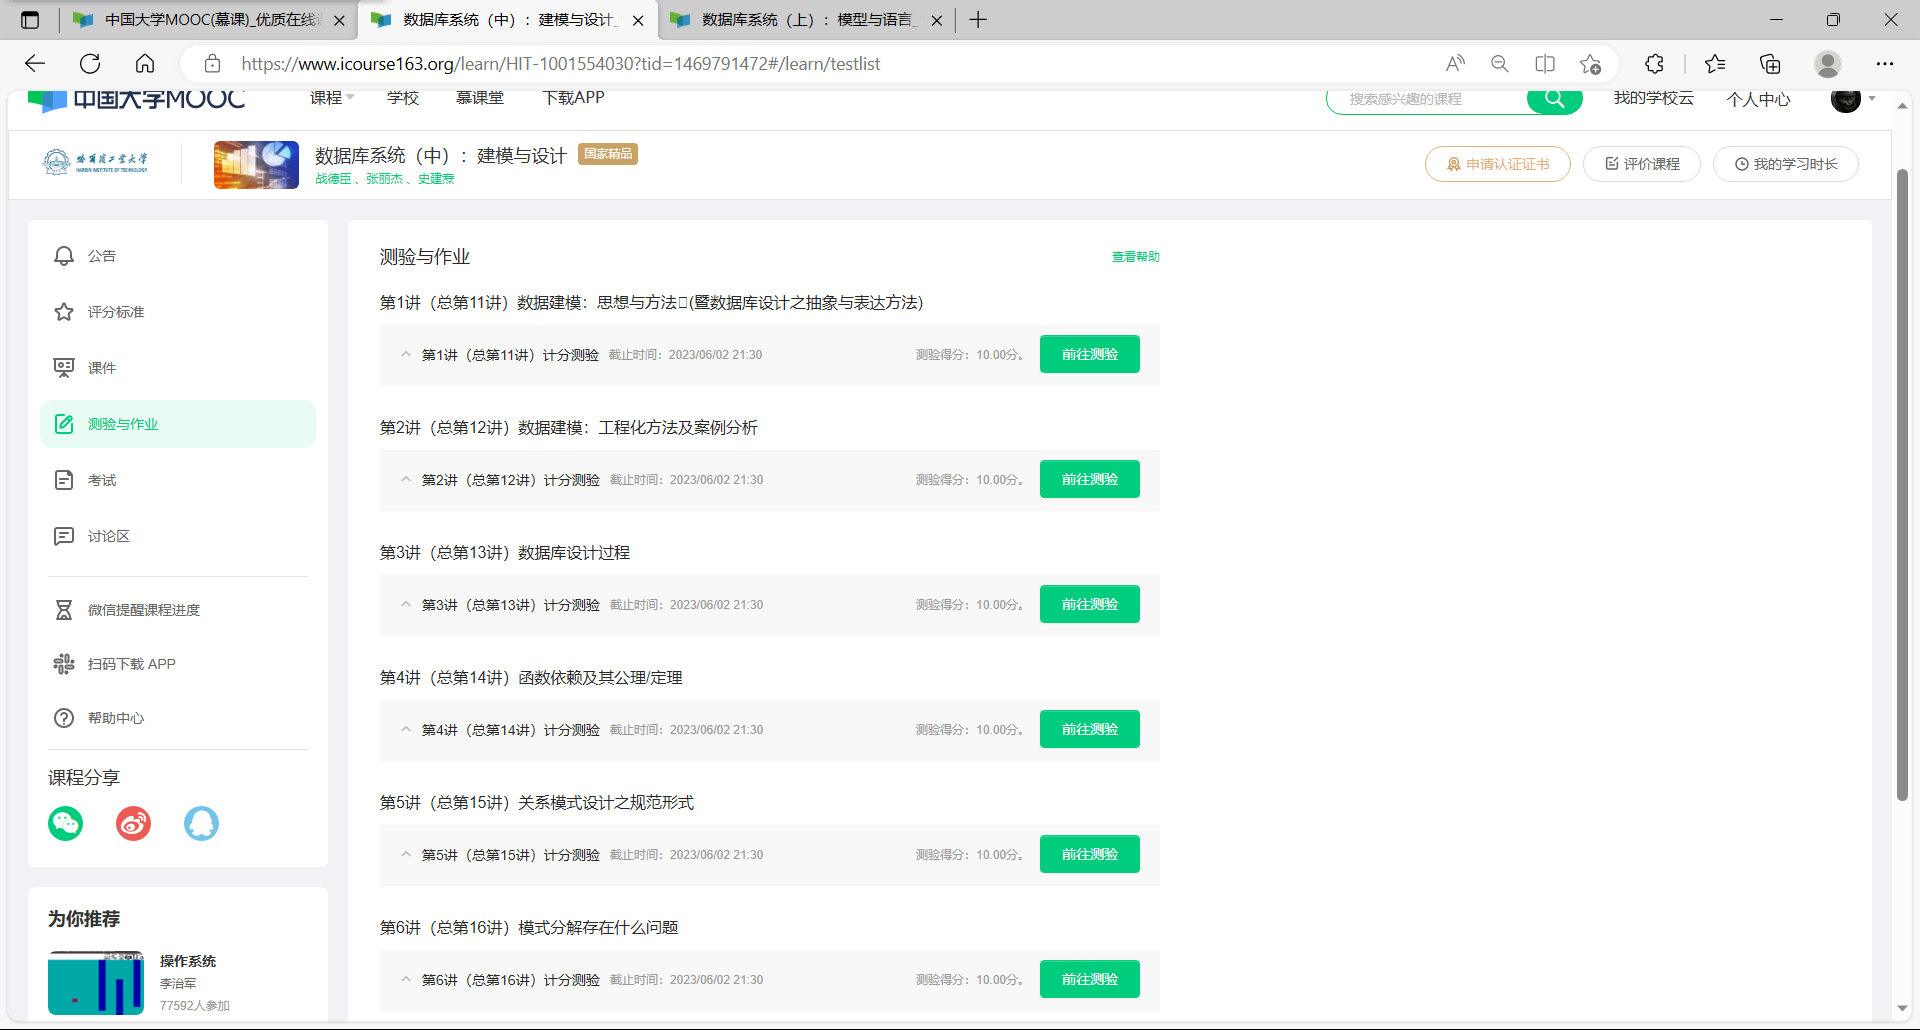 中国大学MOOC(慕课)_优质在线
数据库系统（中）：建模与设计_
数据库系统（上）：模型与语言_
https://www.icourse163.org/learn/HIT-1001554030?tid=1469791472#/learn/testlist
中国大学MOOC
课程
学校
慕课堂
下载APP
搜索感兴趣的课程
我的学校云
个人中心
哈爾濱工業大學
HARBIN INSTITUTE OF TECHNOLOGY
数据库系统（中）：建模与设计
国家精品
战德臣、张丽杰、史建焘
申请认证证书
评价课程
我的学习时长
公告
评分标准
课件
测验与作业
考试
讨论区
微信提醒课程进度
扫码下载 APP
帮助中心
课程分享
为你推荐
操作系统
李治军
77592人参加
测验与作业
查看帮助
第1讲（总第11讲）数据建模：思想与方法(暨数据库设计之抽象与表达方法)
第1讲（总第11讲）计分测验 截止时间：2023/06/02 21:30 测验得分：10.00分。 前往测验
第2讲（总第12讲）数据建模：工程化方法及案例分析
第2讲（总第12讲）计分测验 截止时间：2023/06/02 21:30 测验得分：10.00分。 前往测验
第3讲（总第13讲）数据库设计过程
第3讲（总第13讲）计分测验 截止时间：2023/06/02 21:30 测验得分：10.00分。 前往测验
第4讲（总第14讲）函数依赖及其公理/定理
第4讲（总第14讲）计分测验 截止时间：2023/06/02 21:30 测验得分：10.00分。 前往测验
第5讲（总第15讲）关系模式设计之规范形式
第5讲（总第15讲）计分测验 截止时间：2023/06/02 21:30 测验得分：10.00分。 前往测验
第6讲（总第16讲）模式分解存在什么问题
第6讲（总第16讲）计分测验 截止时间：2023/06/02 21:30 测验得分：10.00分。 前往测验